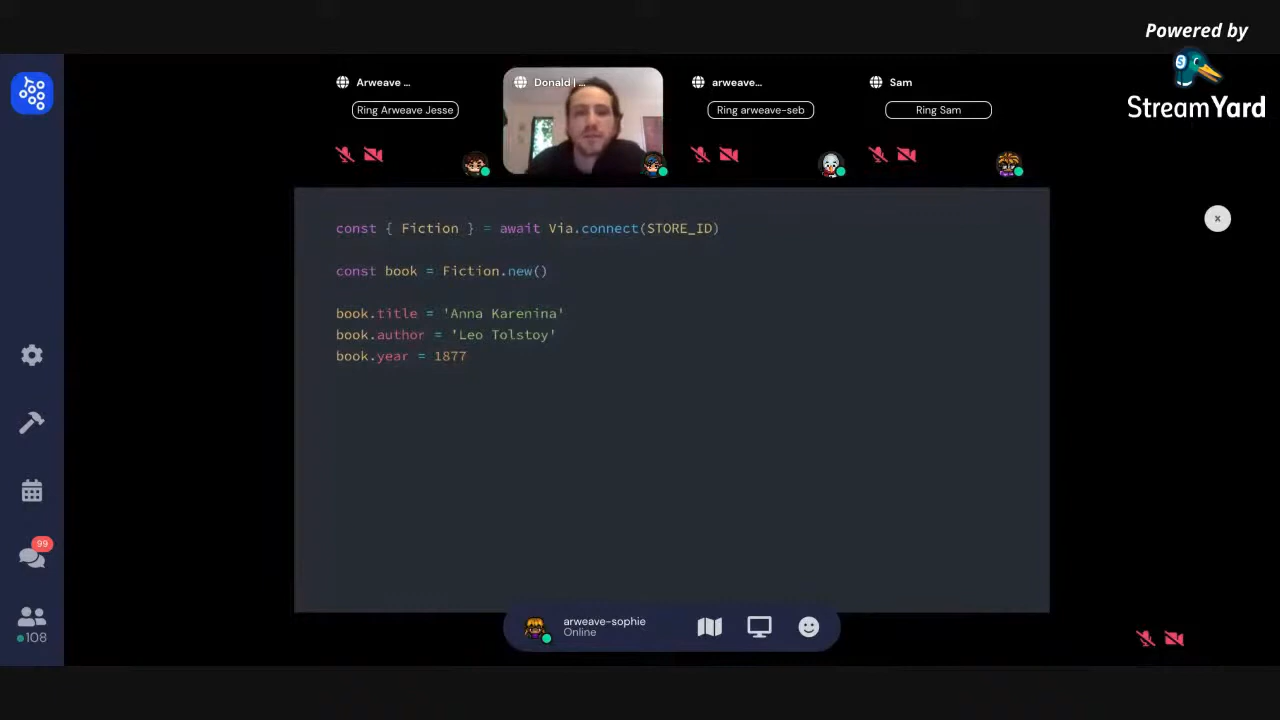 Powered by
StreamYard
Arweave ...
Ring Arweave Jesse
Donald | ...
arweave...
Ring arweave-seb
Sam
Ring Sam
const { Fiction } = await Via.connect(STORE_ID)
const book = Fiction.new()
book.title = 'Anna Karenina'
book.author = 'Leo Tolstoy'
book.year = 1877
99
108
arweave-sophie
Online